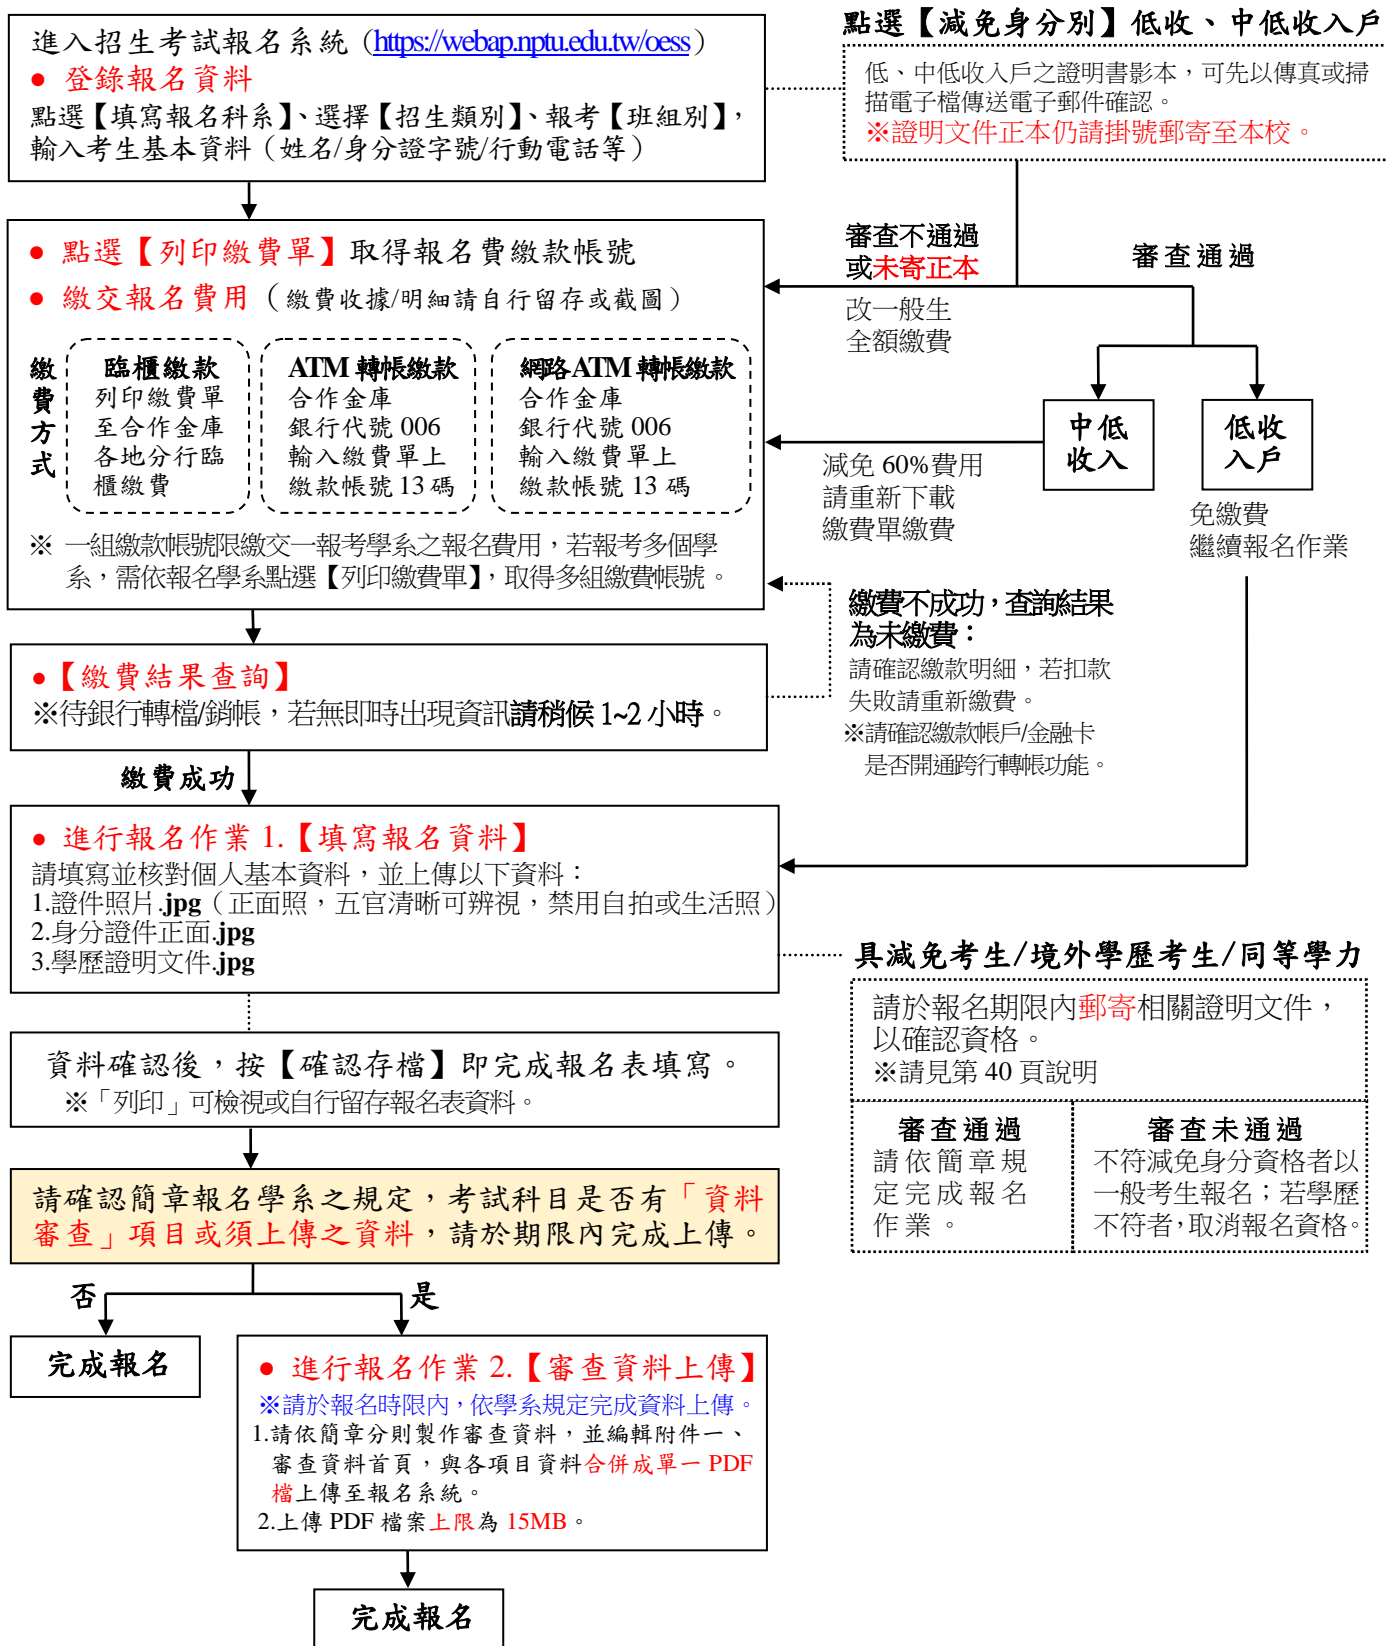 進入招生考試報名系統（https://webap.nptu.edu.tw/oess）
● 登錄報名資料
點選【填寫報名科系】、選擇【招生類別】、報考【班組別】，
輸入考生基本資料（姓名/身分證字號/行動電話等）
點選【減免身分別】低收、中低收入戶
低、中低收入戶之證明書影本，可先以傳真或掃
描電子檔傳送電子郵件確認。
※證明文件正本仍請掛號郵寄至本校。
審查不通過
或未寄正本
改一般生
全額繳費
審查通過
● 點選【列印繳費單】取得報名費繳款帳號
● 繳交報名費用（繳費收據/明細請自行留存或截圖）
繳費方式
臨櫃繳款
列印繳費單
至合作金庫
各地分行臨
櫃繳費
ATM 轉帳繳款
合作金庫
銀行代號 006
輸入繳費單上
繳款帳號 13 碼
網路ATM 轉帳繳款
合作金庫
銀行代號 006
輸入繳費單上
繳款帳號 13 碼
※ 一組繳款帳號限繳交一報考學系之報名費用，若報考多個學
系，需依報名學系點選【列印繳費單】，取得多組繳費帳號。
中低
收入
減免 60%費用
請重新下載
繳費單繳費
低收
入戶
免繳費
繼續報名作業
繳費不成功，查詢結果
為未繳費：
請確認繳款明細，若扣款
失敗請重新繳費。
※請確認繳款帳戶/金融卡
是否開通跨行轉帳功能。
●【繳費結果查詢】
※待銀行轉檔/銷帳，若無即時出現資訊請稍候 1~2 小時。
繳費成功
● 進行報名作業 1.【填寫報名資料】
請填寫並核對個人基本資料，並上傳以下資料：
1.證件照片.jpg（正面照，五官清晰可辨視，禁用自拍或生活照）
2.身分證件正面.jpg
3.學歷證明文件.jpg
具減免考生/境外學歷考生/同等學力
請於報名期限內郵寄相關證明文件，
以確認資格。
※請見第 40 頁說明
審查通過
請依簡章規
定完成報名
作業。
審查未通過
不符減免身分資格者以
一般考生報名；若學歷
不符者，取消報名資格。
資料確認後，按【確認存檔】即完成報名表填寫。
※「列印」可檢視或自行留存報名表資料。
請確認簡章報名學系之規定，考試科目是否有「資料
審查」項目或須上傳之資料，請於期限內完成上傳。
否
是
完成報名
● 進行報名作業 2.【審查資料上傳】
※請於報名時限內，依學系規定完成資料上傳。
1.請依簡章分則製作審查資料，並編輯附件一、
審查資料首頁，與各項目資料合併成單一 PDF
檔上傳至報名系統。
2.上傳 PDF 檔案上限為 15MB。
完成報名